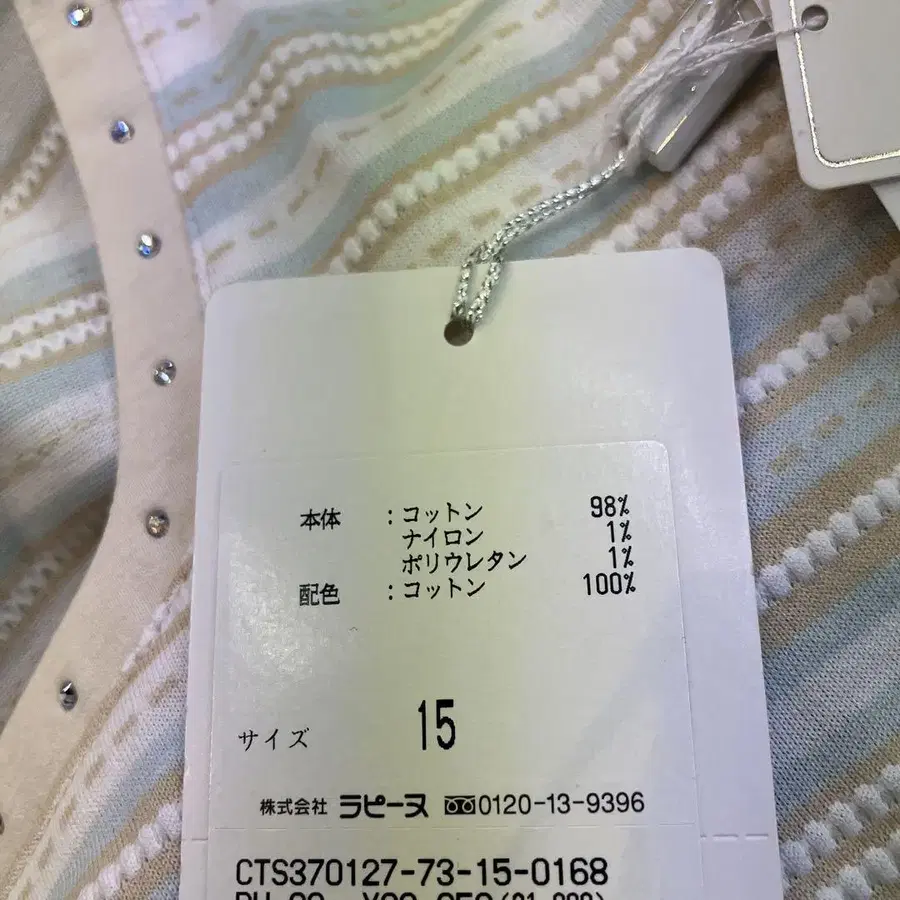 本体 :コットン 98%
ナイロン 1%
ポリウレタン 1%
配色 :コットン 100%
サイズ 15
株式会社 ラピーヌ 0120-13-9396
CTS370127-73-15-0168